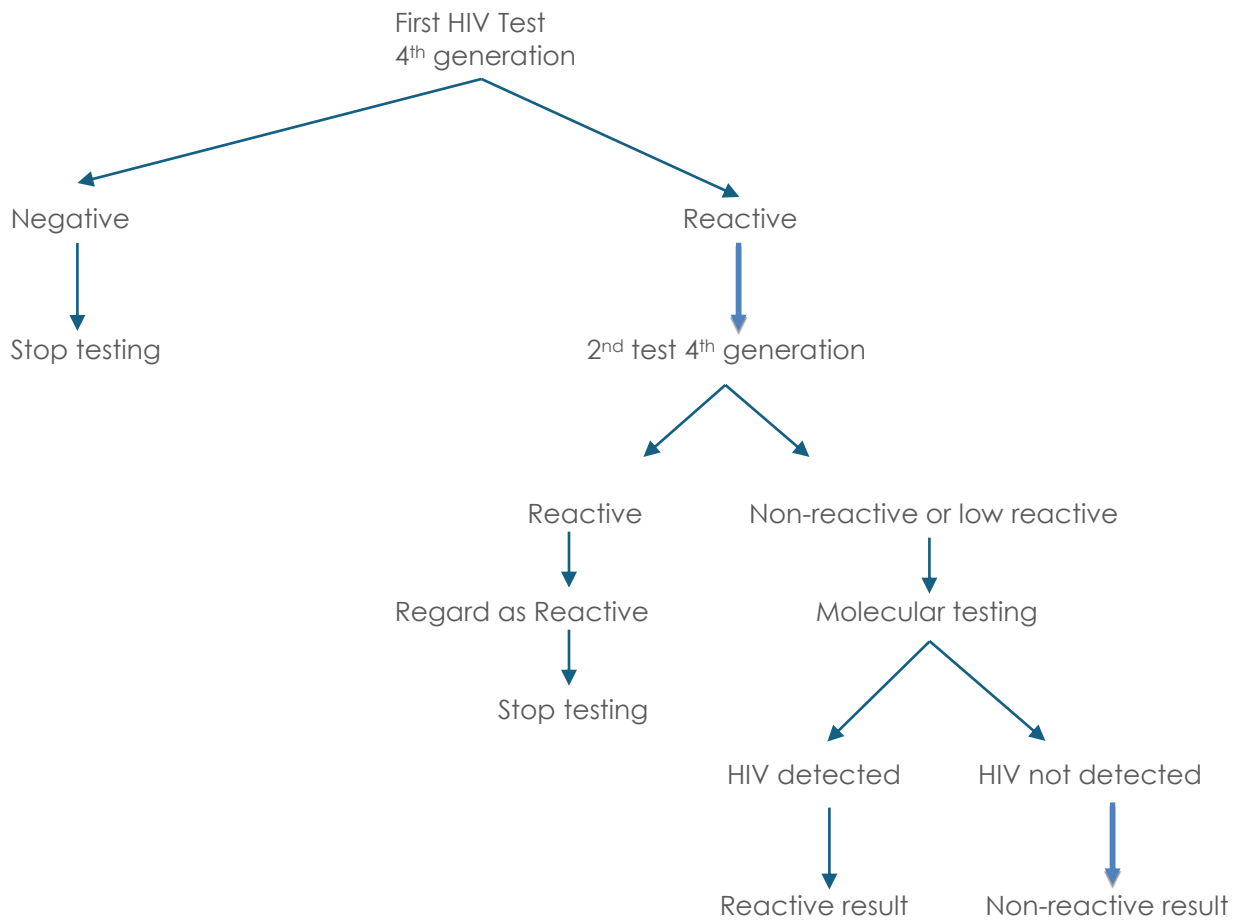 First HIV Test
4th generation
Negative
Reactive
Stop testing
2nd test 4th generation
Reactive
Non-reactive or low reactive
Regard as Reactive
Molecular testing
Stop testing
HIV detected
HIV not detected
Reactive result
Non-reactive result